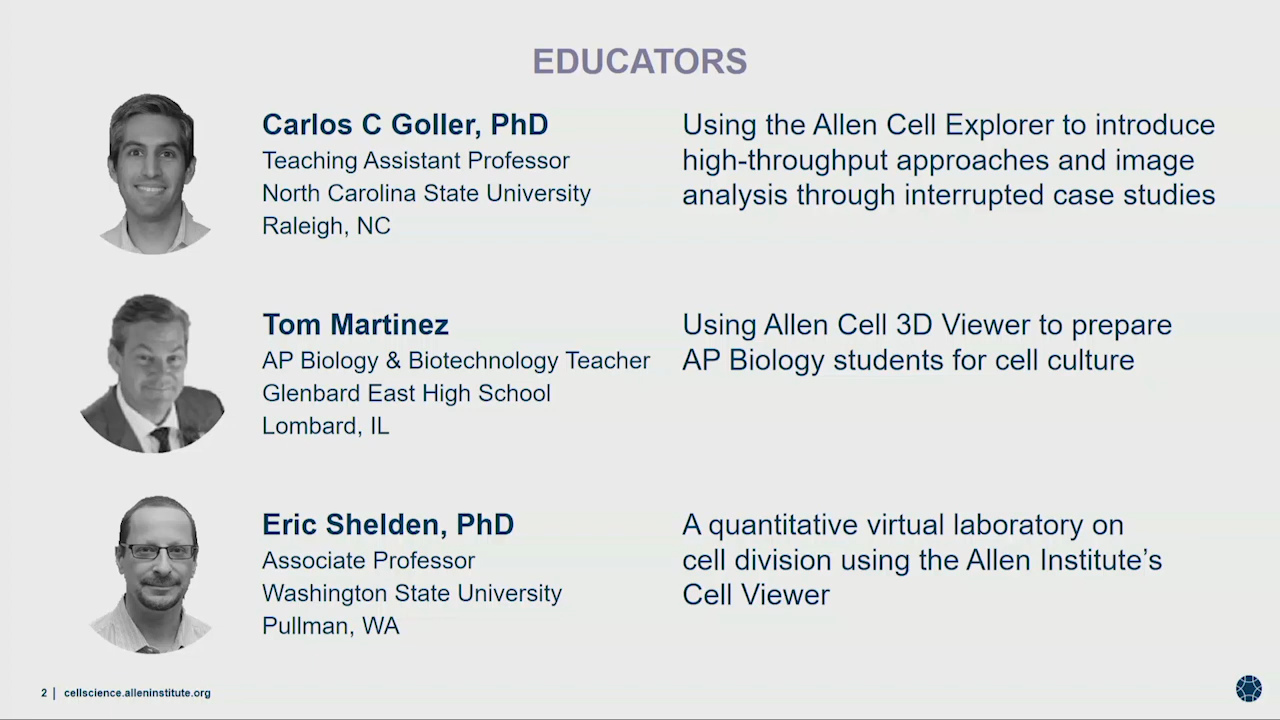 EDUCATORS
Carlos C Goller, PhD
Teaching Assistant Professor
North Carolina State University
Raleigh, NC
Using the Allen Cell Explorer to introduce
high-throughput approaches and image
analysis through interrupted case studies
Tom Martinez
AP Biology & Biotechnology Teacher
Glenbard East High School
Lombard, IL
Using Allen Cell 3D Viewer to prepare
AP Biology students for cell culture
Eric Shelden, PhD
Associate Professor
Washington State University
Pullman, WA
A quantitative virtual laboratory on
cell division using the Allen Institute’s
Cell Viewer
2 | cellscience.alleninstitute.org